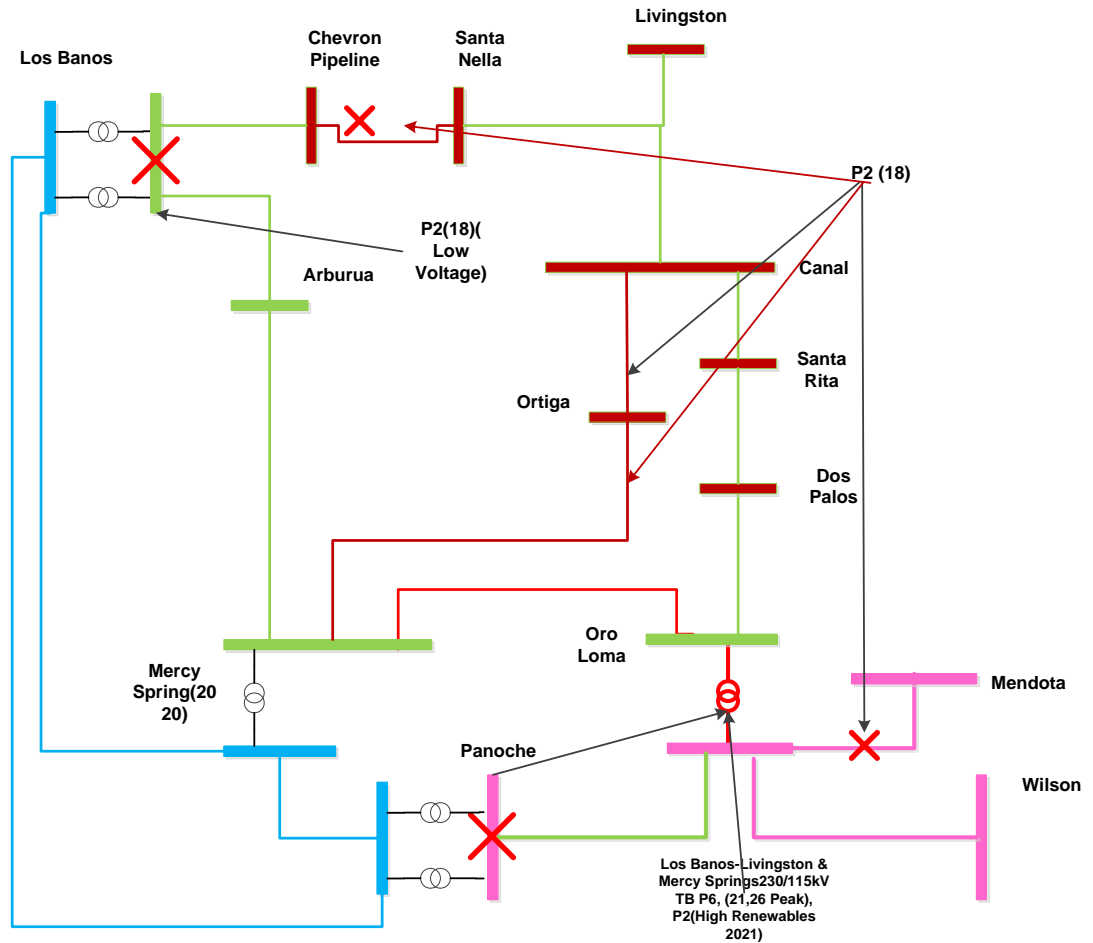 Livingston
Chevron
Pipeline
Santa
Nella
Los Banos
P2 (18)
P2(18)(
Low
Voltage)
Arburua
Canal
Santa
Rita
Ortiga
Dos
Palos
Oro
Loma
Mercy
Spring(20
20)
Mendota
Panoche
Wilson
Los Banos-Livingston &
Mercy Springs230/115kV
TB P6, (21,26 Peak),
P2(High Renewables
2021)